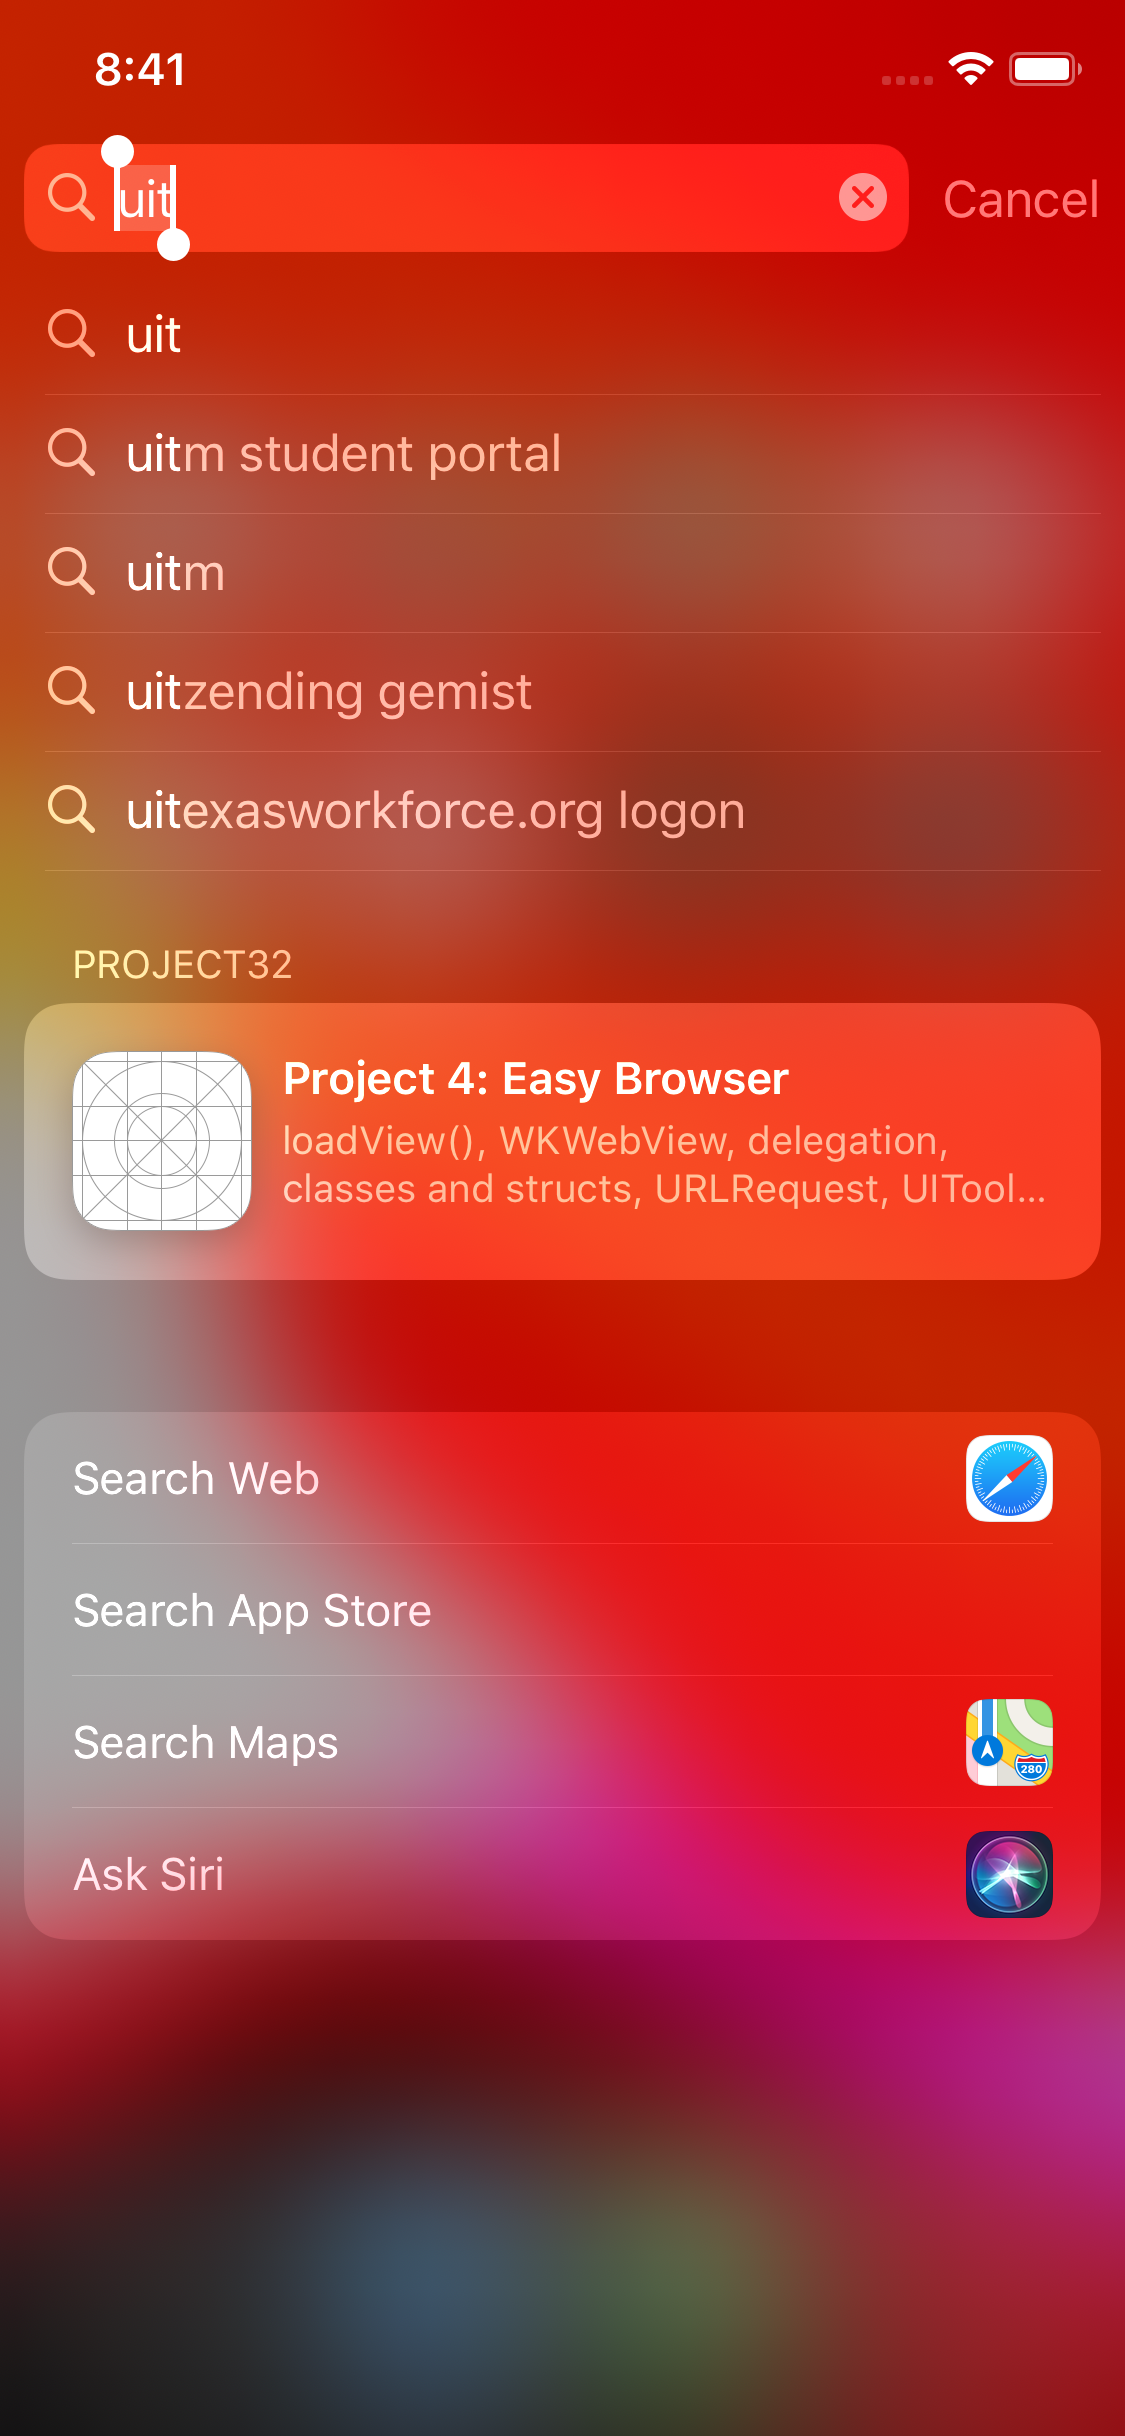 8:41
uit
Cancel
uit
uitm student portal
uitm
uitzending gemist
uitexasworkforce.org logon
PROJECT32
Project 4: Easy Browser
loadView(), WKWebView, delegation,
classes and structs, URLRequest, UITool...
Search Web
Search App Store
Search Maps
280
Ask Siri